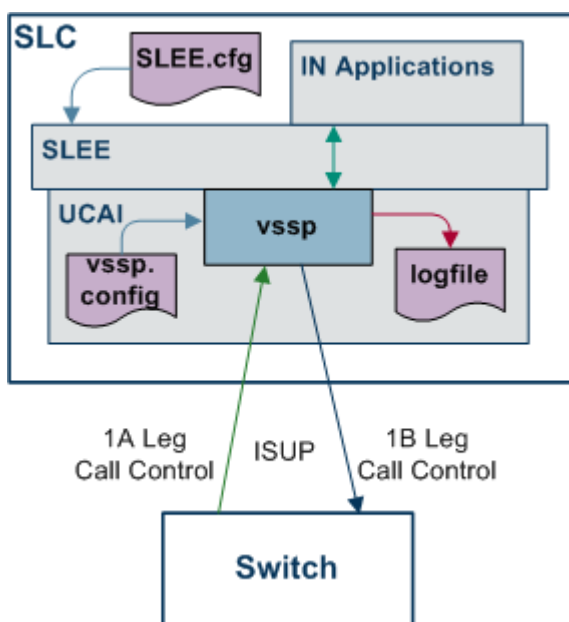 SLC
SLEE.cfg
IN Applications
SLEE
UCAI
vssp
vssp.
config
logfile
1A Leg
Call Control
ISUP
1B Leg
Call Control
Switch